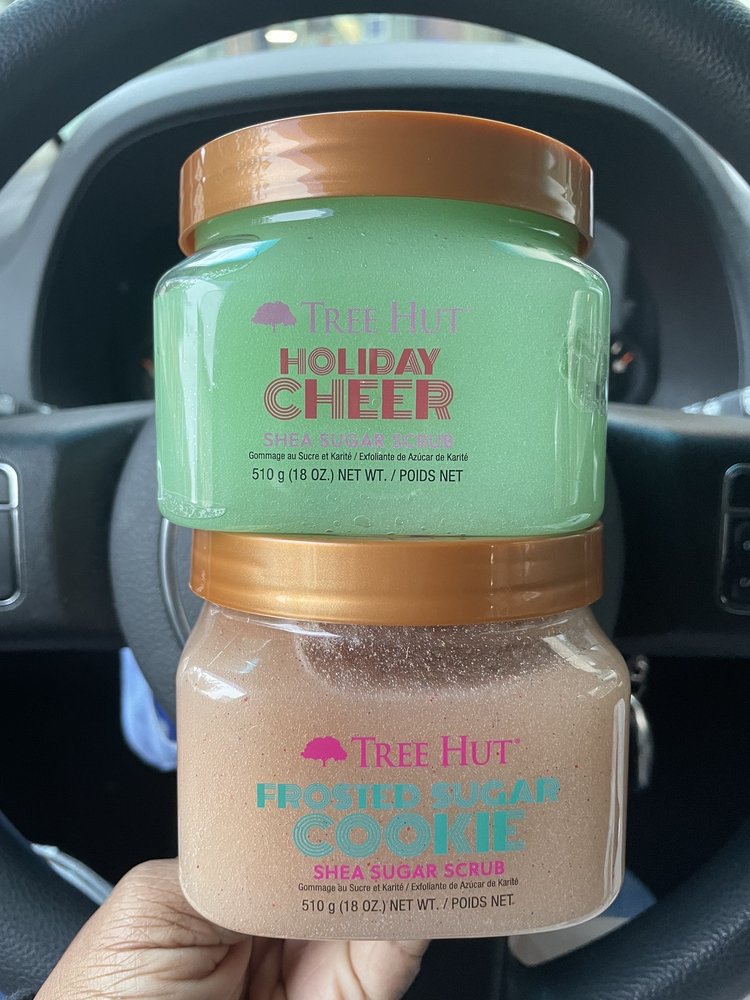 TREE HUT
HOLIDAY
CHEER
SHEA SUGAR SCRUB
Gommage au Sucre et Karité / Exfoliante de Azúcar de Karité
510 g (18 OZ.) NET WT. / POIDS NET
TREE HUT®
FROSTED SUGAR
COOKIE
SHEA SUGAR SCRUB
Gommage au Sucre et Karité / Exfoliante de Azúcar de Karité
510 g (18 OZ.) NET WT. / POIDS NET.